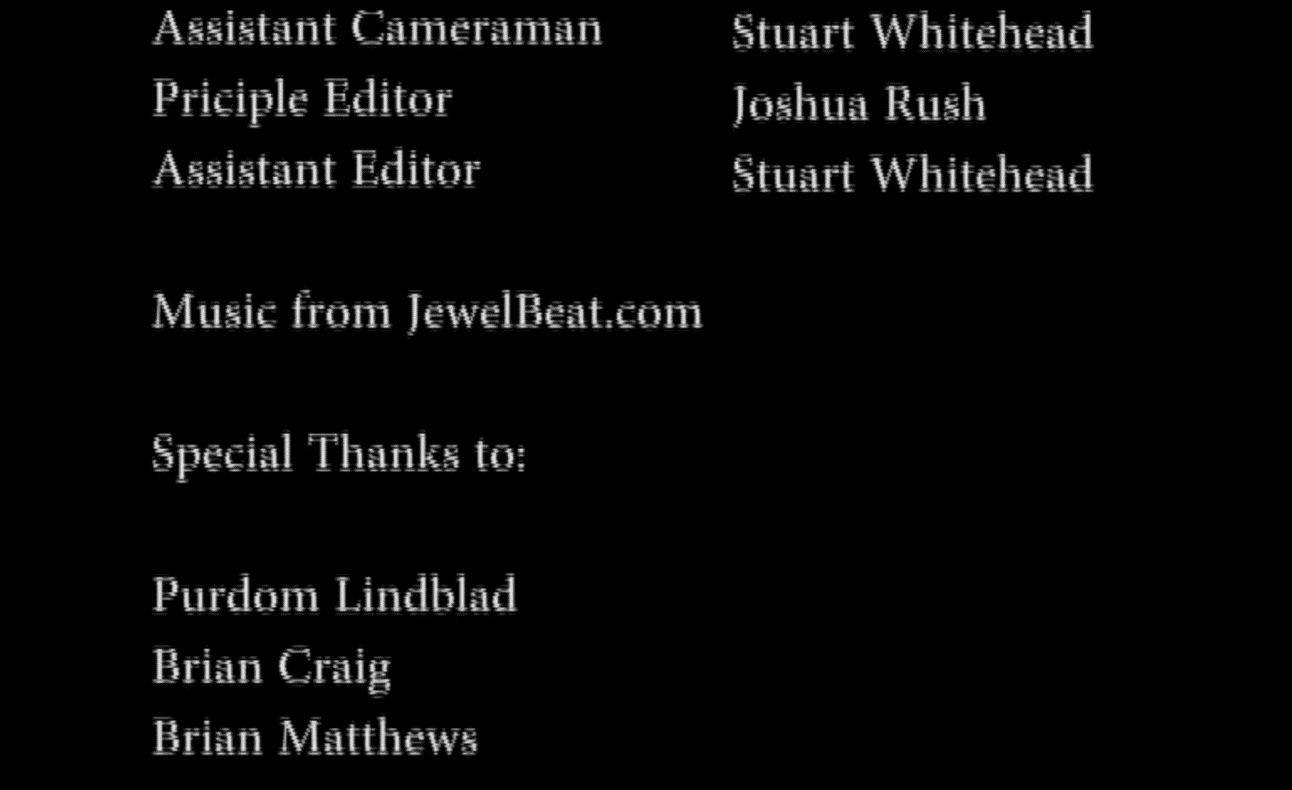 Assistant Cameraman Stuart Whitehead
Priciple Editor Joshua Rush
Assistant Editor Stuart Whitehead
Music from JewelBeat.com
Special Thanks to:
Purdom Lindblad
Brian Craig
Brian Matthews